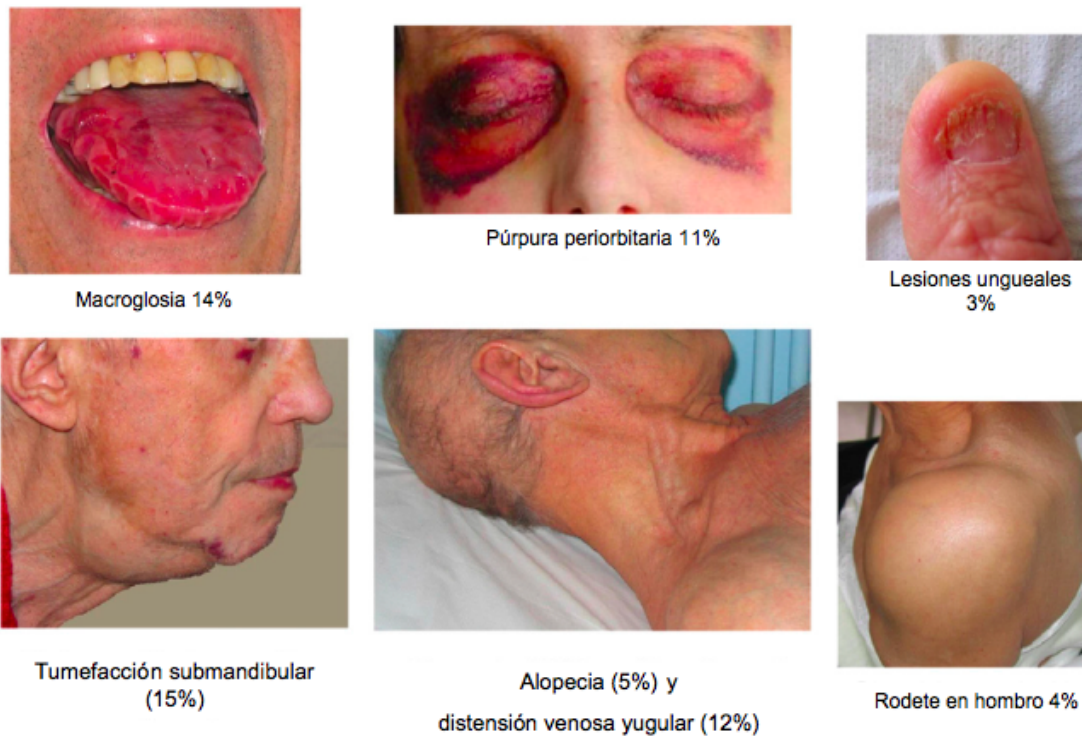 Macroglosia 14%
Púrpura periorbitaria 11%
Lesiones ungueales
3%
Tumefacción submandibular
(15%)
Alopecia (5%) y
distensión venosa yugular (12%)
Rodete en hombro 4%